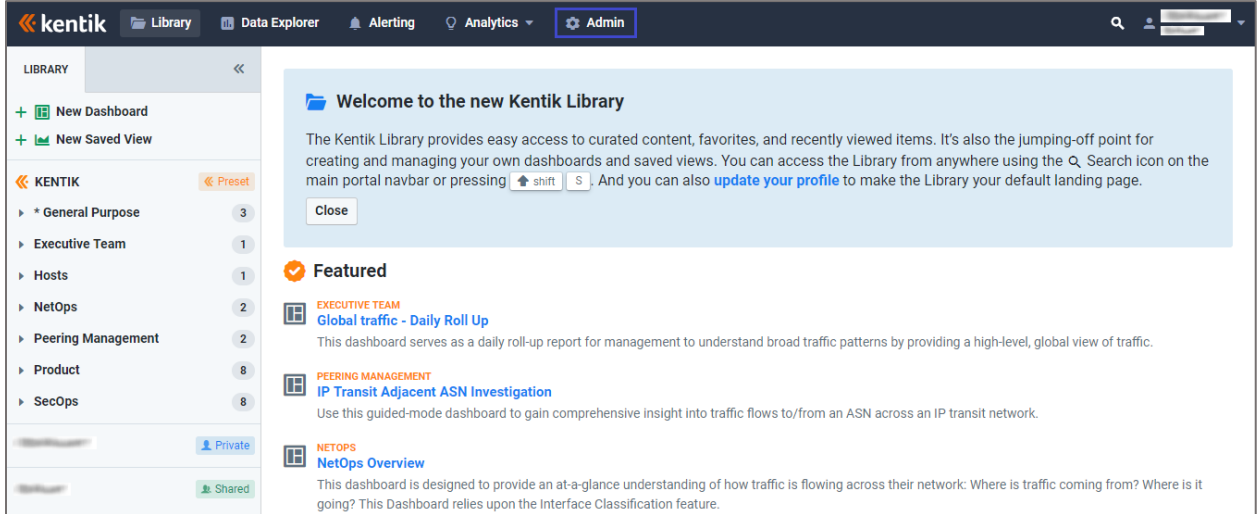 kentik Library Data Explorer Alerting Analytics Admin
LIBRARY
New Dashboard
New Saved View
KENTIK Preset
* General Purpose 3
Executive Team 1
Hosts 1
NetOps 2
Peering Management 2
Product 8
SecOps 8
Private
Shared
Welcome to the new Kentik Library
The Kentik Library provides easy access to curated content, favorites, and recently viewed items. It's also the jumping-off point for
creating and managing your own dashboards and saved views. You can access the Library from anywhere using the Search icon on the
main portal navbar or pressing shift S . And you can also update your profile to make the Library your default landing page.
Close
Featured
EXECUTIVE TEAM
Global traffic - Daily Roll Up
This dashboard serves as a daily roll-up report for management to understand broad traffic patterns by providing a high-level, global view of traffic.
PEERING MANAGEMENT
IP Transit Adjacent ASN Investigation
Use this guided-mode dashboard to gain comprehensive insight into traffic flows to/from an ASN across an IP transit network.
NETOPS
NetOps Overview
This dashboard is designed to provide an at-a-glance understanding of how traffic is flowing across their network: Where is traffic coming from? Where is it
going? This Dashboard relies upon the Interface Classification feature.